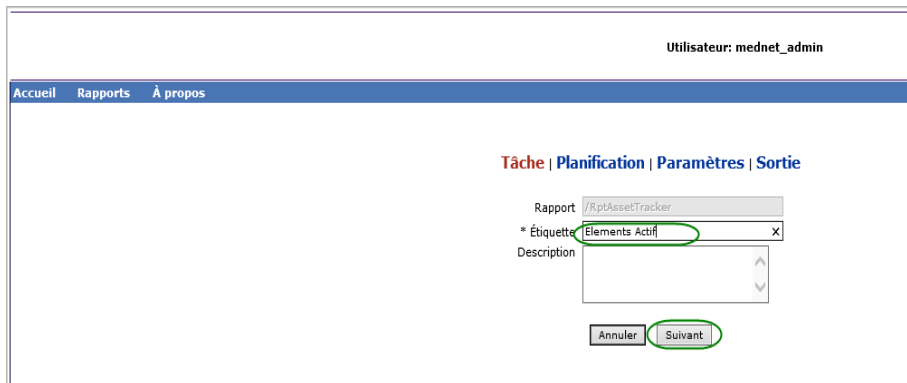 Utilisateur: mednet_admin
Accueil Rapports À propos
Tâche | Planification | Paramètres | Sortie
Rapport /RptAssetTracker
* Étiquette Elements Actif X
Description
Annuler Suivant